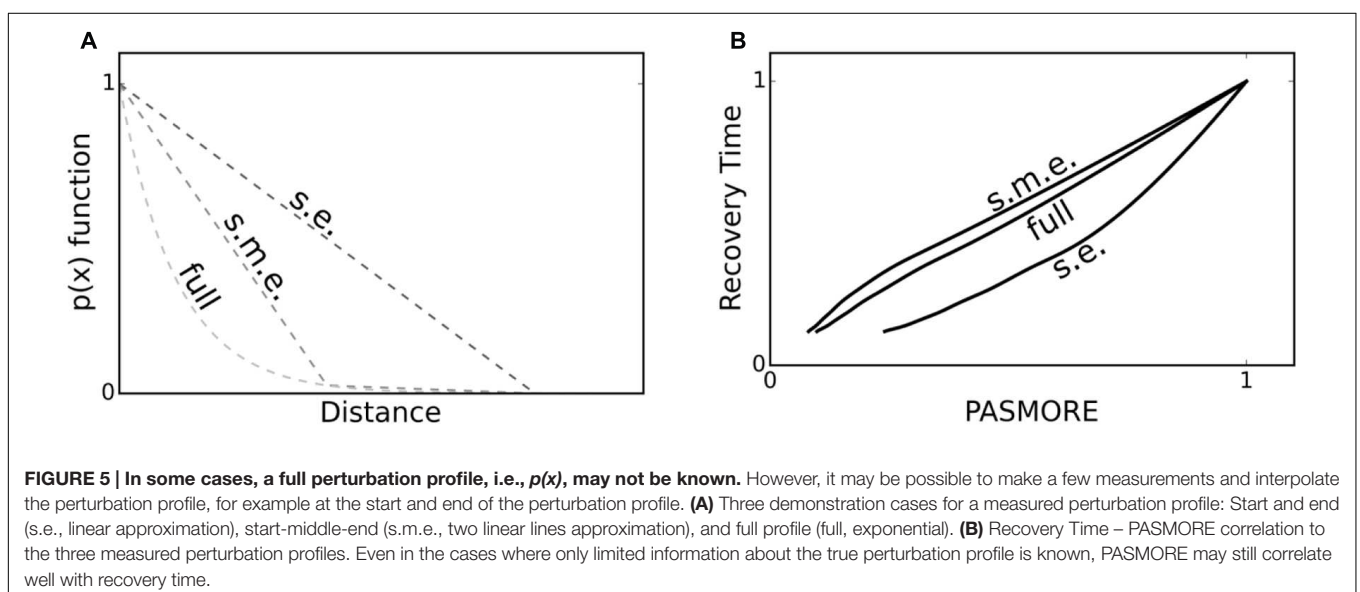 A
1
p(x) function
0
full
s.m.e.
s.e.
Distance
B
1
Recovery Time
0
s.m.e.
full
s.e.
0
1
PASMORE
FIGURE 5 | In some cases, a full perturbation profile, i.e., p(x), may not be known. However, it may be possible to make a few measurements and interpolate
the perturbation profile, for example at the start and end of the perturbation profile. (A) Three demonstration cases for a measured perturbation profile: Start and end
(s.e., linear approximation), start-middle-end (s.m.e., two linear lines approximation), and full profile (full, exponential). (B) Recovery Time – PASMORE correlation to
the three measured perturbation profiles. Even in the cases where only limited information about the true perturbation profile is known, PASMORE may still correlate
well with recovery time.